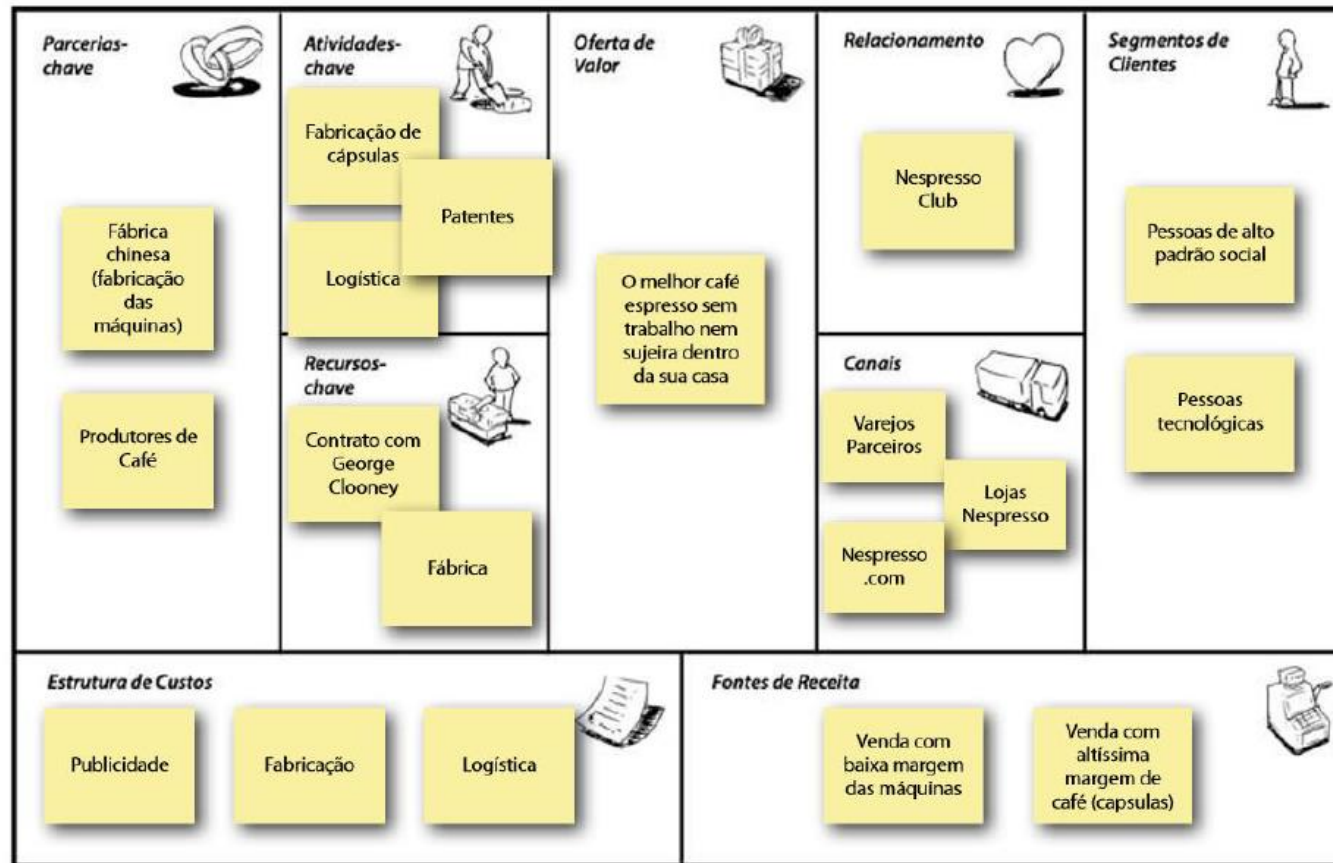 Parcerias-
chave
Fábrica
chinesa
(fabricação
das
máquinas)
Produtores de
Café
Atividades-
chave
Fabricação de
cápsulas
Patentes
Logística
Recursos-
chave
Contrato com
George
Clooney
Fábrica
Oferta de
Valor
O melhor café
espresso sem
trabalho nem
sujeira dentro
da sua casa
Relacionamento
Nespresso
Club
Canais
Varejos
Parceiros
Lojas
Nespresso
Nespresso
.com
Segmentos de
Clientes
Pessoas de alto
padrão social
Pessoas
tecnológicas
Estrutura de Custos
Publicidade
Fabricação
Logística
Fontes de Receita
Venda com
baixa margem
das máquinas
Venda com
altíssima
margem de
café (capsulas)